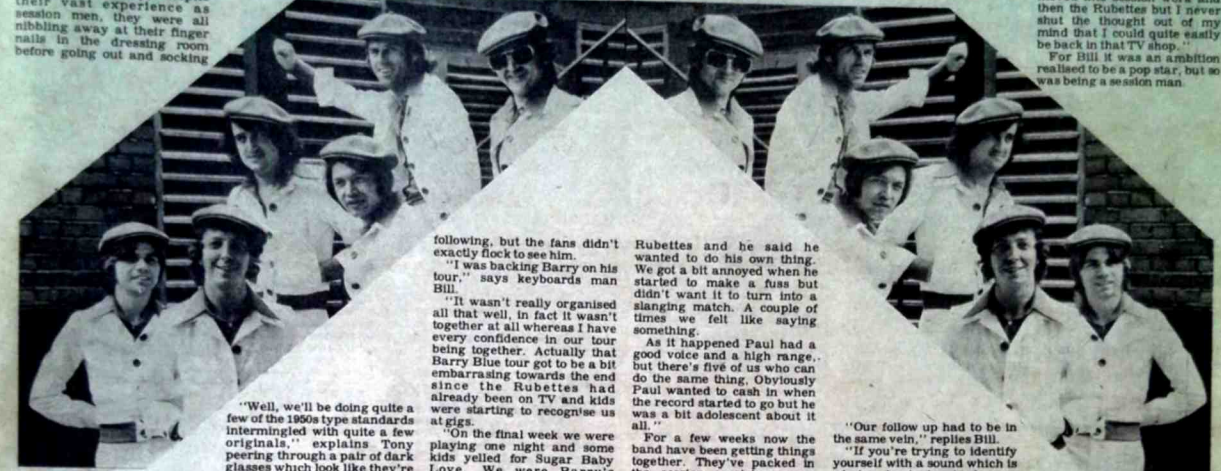 their vast experience as
session men, they were all
nibbling away at their finger
nails in the dressing room
before going out and socking
"Well, we'll be doing quite a
few of the 1950s type standards
intermingled with quite a few
originals," explains Tony
peering through a pair of dark
glasses which look like they're
following, but the fans didn't
exactly flock to see him.
"I was backing Barry on his
tour," says keyboards man
Bill.
"It wasn't really organised
all that well, in fact it wasn't
together at all whereas I have
every confidence in our tour
being together. Actually that
Barry Blue tour got to be a bit
embarrasing towards the end
since the Rubettes had
already been on TV and kids
were starting to recognise us
at gigs.
"On the final week we were
playing one night and some
kids yelled for Sugar Baby
Love. We were Barry's
Rubettes and he said he
wanted to do his own thing.
We got a bit annoyed when he
started to make a fuss but
didn't want it to turn into a
slanging match. A couple of
times we felt like saying
something.
As it happened Paul had a
good voice and a high range,
but there's five of us who can
do the same thing, Obviously
Paul wanted to cash in when
the record started to go but he
was a bit adolescent about it
all."
For a few weeks now the
band have been getting things
together. They've packed in
"Our follow up had to be in
the same vein," replies Bill.
"If you're trying to identify
yourself with a sound which is
then the Rubettes but I never
shut the thought out of my
mind that I could quite easily
be back in that TV shop."
For Bill it was an ambition
realised to be a pop star, but so
was being a session man.